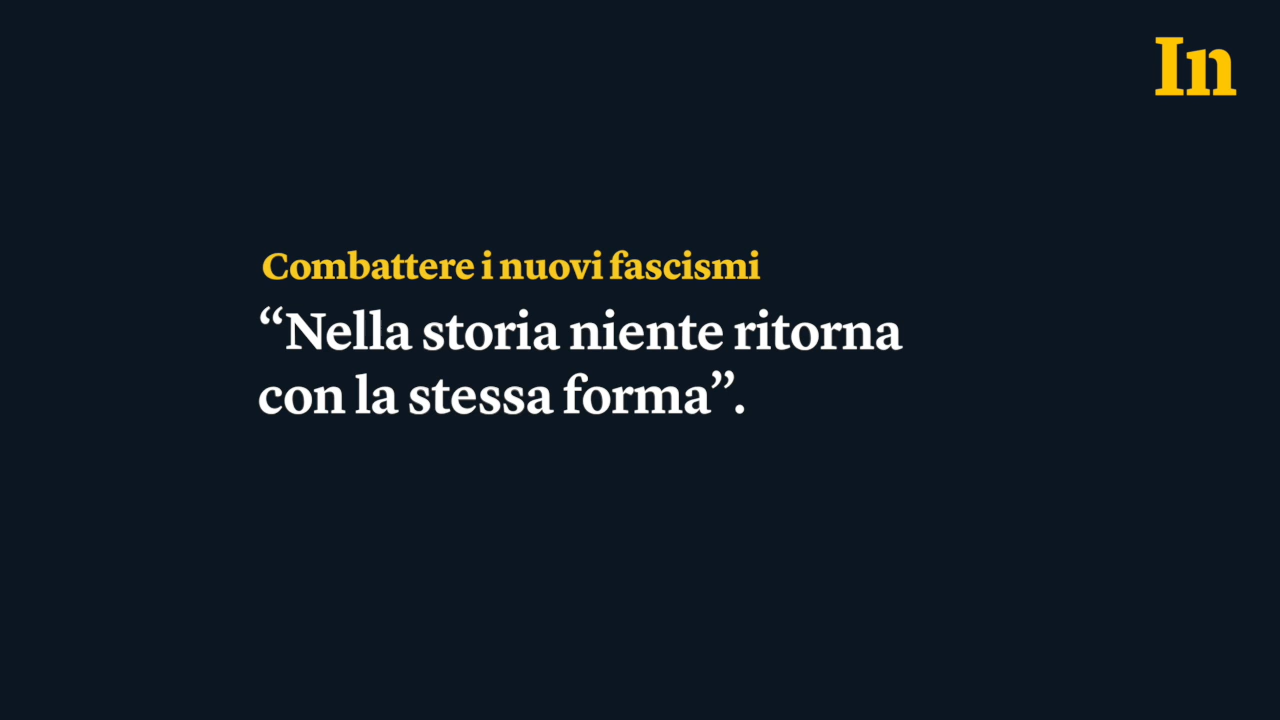 In
Combattere i nuovi fascismi
“Nella storia niente ritorna
con la stessa forma”.